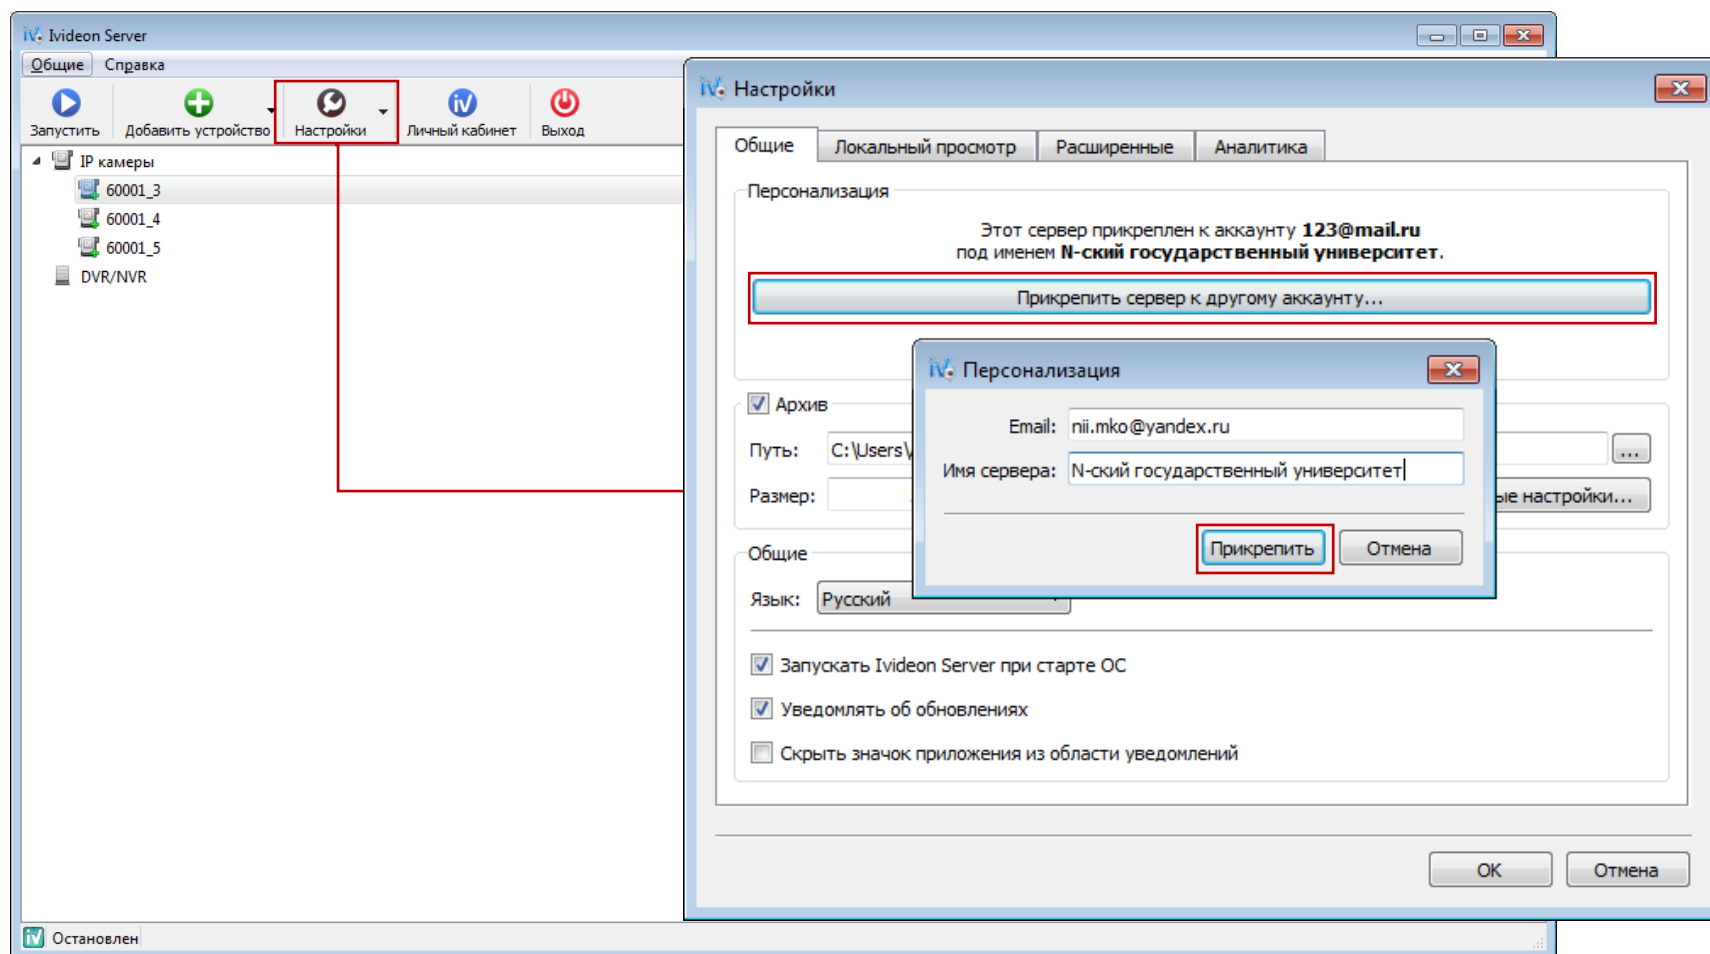 Ivideon Server
Общие Справка
Запустить Добавить устройство Настройки Личный кабинет Выход
IP камеры
60001_3
60001_4
60001_5
DVR/NVR
Остановлен
Настройки
Общие Локальный просмотр Расширенные Аналитика
Персонализация
Этот сервер прикреплен к аккаунту 123@mail.ru
под именем N-ский государственный университет.
Прикрепить сервер к другому аккаунту...
Архив
Путь: C:\Users\ ...
Размер: настройки...
Общие
Язык: Русский
Запускать Ivideon Server при старте ОС
Уведомлять об обновлениях
Скрыть значок приложения из области уведомлений
OK Отмена
Персонализация
Email: nii.mko@yandex.ru
Имя сервера: N-ский государственный университет
Прикрепить Отмена